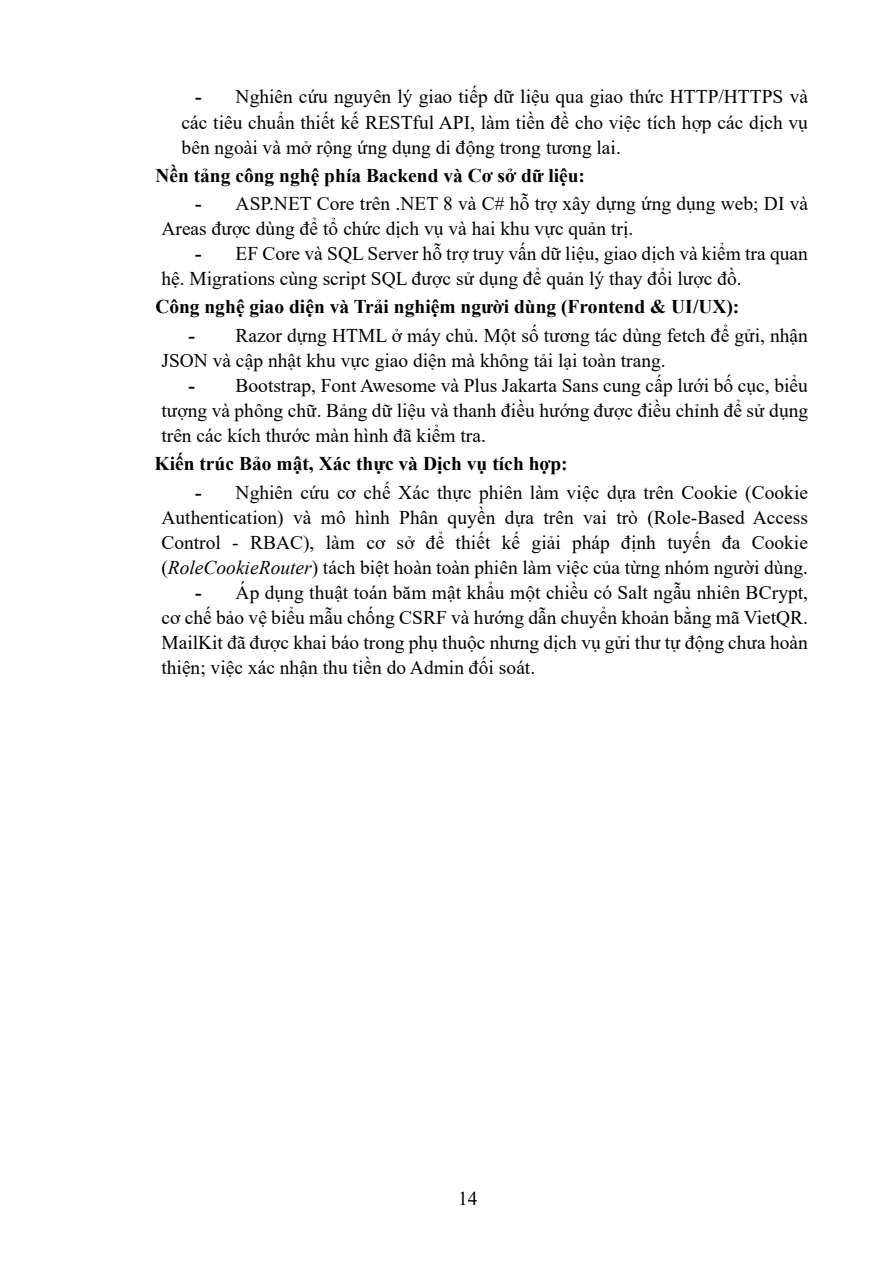 - Nghiên cứu nguyên lý giao tiếp dữ liệu qua giao thức HTTP/HTTPS và
các tiêu chuẩn thiết kế RESTful API, làm tiền đề cho việc tích hợp các dịch vụ
bên ngoài và mở rộng ứng dụng di động trong tương lai.
Nền tảng công nghệ phía Backend và Cơ sở dữ liệu:
- ASP.NET Core trên .NET 8 và C# hỗ trợ xây dựng ứng dụng web; DI và
Areas được dùng để tổ chức dịch vụ và hai khu vực quản trị.
- EF Core và SQL Server hỗ trợ truy vấn dữ liệu, giao dịch và kiểm tra quan
hệ. Migrations cùng script SQL được sử dụng để quản lý thay đổi lược đồ.
Công nghệ giao diện và Trải nghiệm người dùng (Frontend & UI/UX):
- Razor dựng HTML ở máy chủ. Một số tương tác dùng fetch để gửi, nhận
JSON và cập nhật khu vực giao diện mà không tải lại toàn trang.
- Bootstrap, Font Awesome và Plus Jakarta Sans cung cấp lưới bố cục, biểu
tượng và phông chữ. Bảng dữ liệu và thanh điều hướng được điều chỉnh để sử dụng
trên các kích thước màn hình đã kiểm tra.
Kiến trúc Bảo mật, Xác thực và Dịch vụ tích hợp:
- Nghiên cứu cơ chế Xác thực phiên làm việc dựa trên Cookie (Cookie
Authentication) và mô hình Phân quyền dựa trên vai trò (Role-Based Access
Control - RBAC), làm cơ sở để thiết kế giải pháp định tuyến đa Cookie
(RoleCookieRouter) tách biệt hoàn toàn phiên làm việc của từng nhóm người dùng.
- Áp dụng thuật toán băm mật khẩu một chiều có Salt ngẫu nhiên BCrypt,
cơ chế bảo vệ biểu mẫu chống CSRF và hướng dẫn chuyển khoản bằng mã VietQR.
MailKit đã được khai báo trong phụ thuộc nhưng dịch vụ gửi thư tự động chưa hoàn
thiện; việc xác nhận thu tiền do Admin đối soát.
14